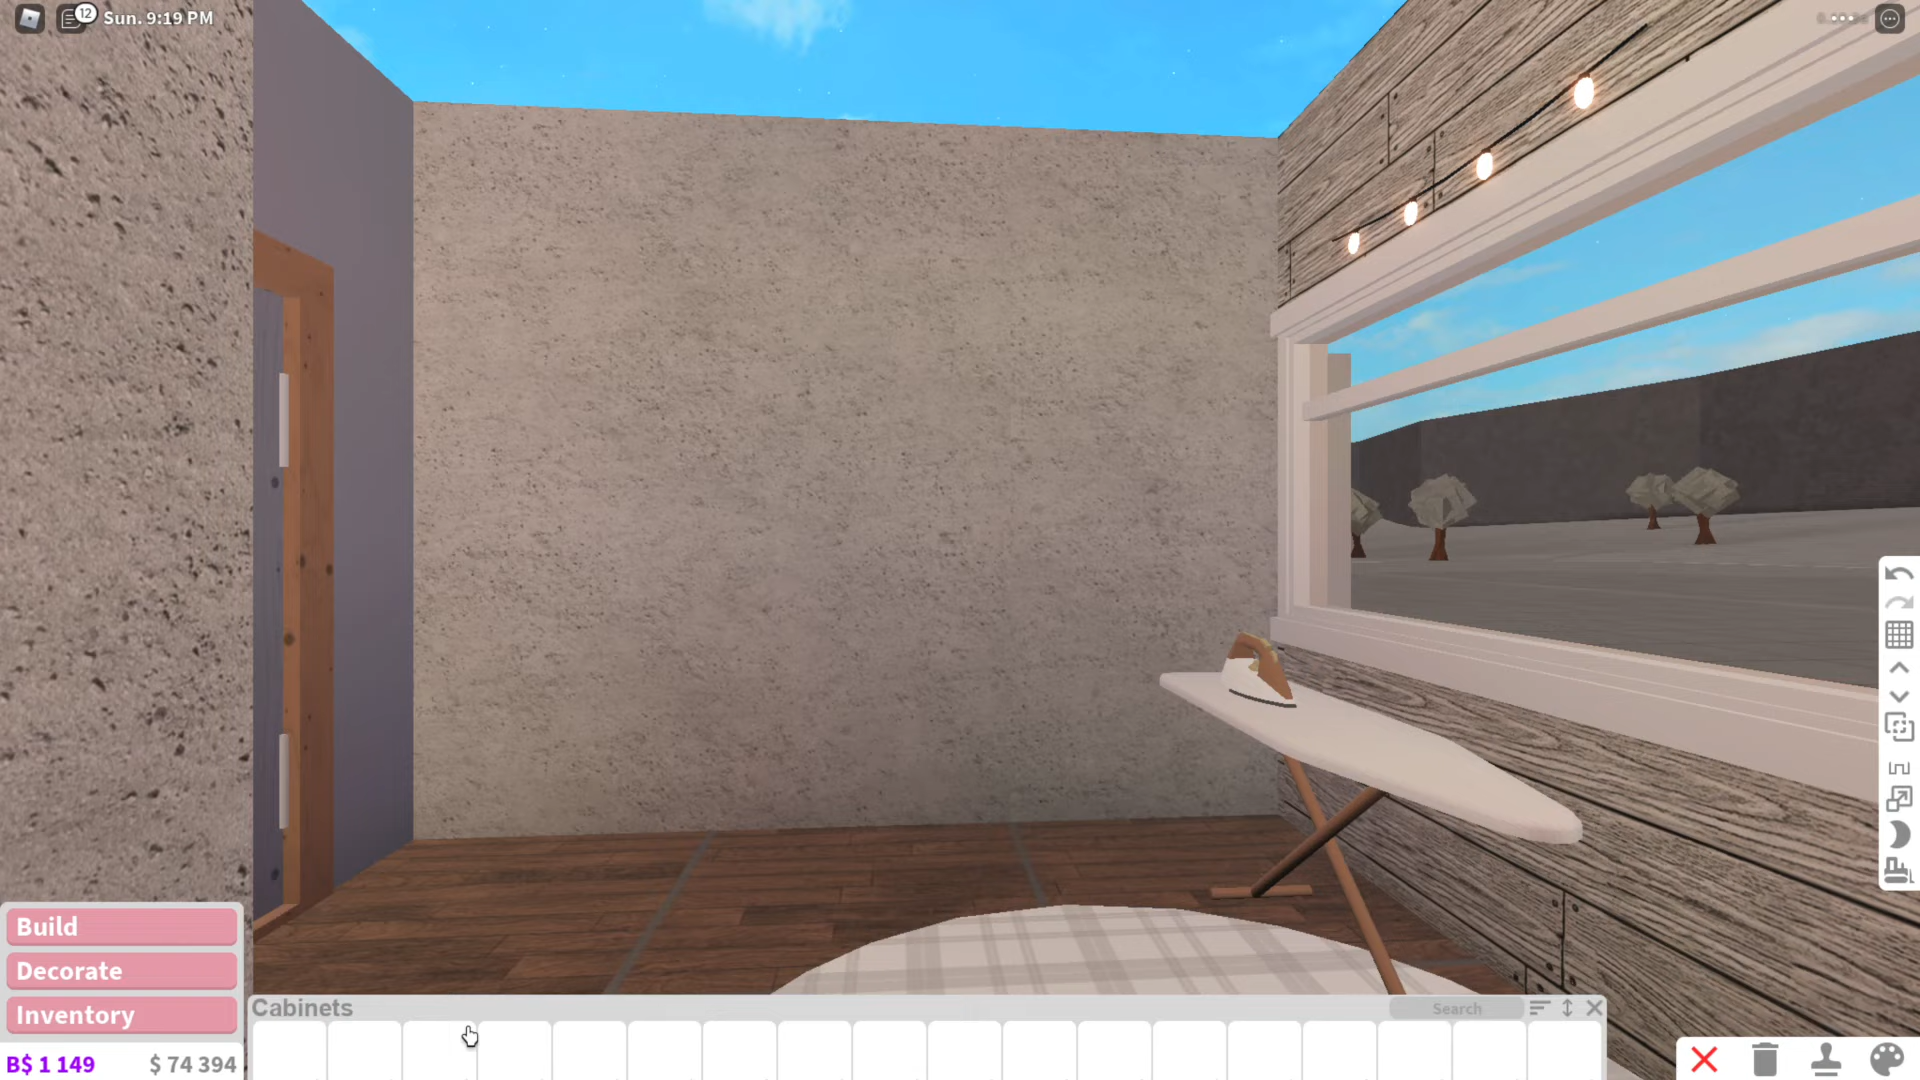 12
Sun. 9:19 PM
Build
Decorate
Inventory
B$ 1 149
$ 74 394
Cabinets
Search